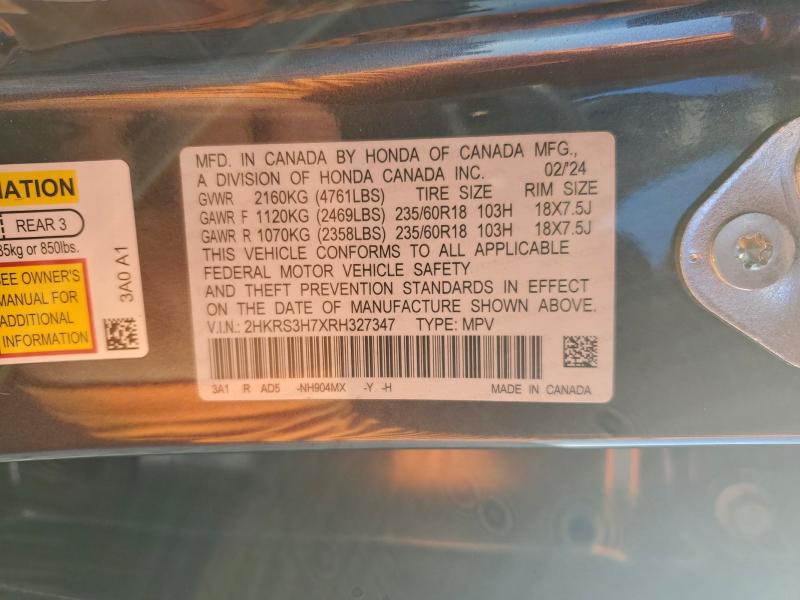 MATION
REAR 3
85kg or 850lbs.
SEE OWNER'S
MANUAL FOR
ADDITIONAL
INFORMATION
3A0 A1
MFD. IN CANADA BY HONDA OF CANADA MFG.,
A DIVISION OF HONDA CANADA INC. 02/'24
GVWR 2160KG (4761LBS) TIRE SIZE RIM SIZE
GAWR F 1120KG (2469LBS) 235/60R18 103H 18X7.5J
GAWR R 1070KG (2358LBS) 235/60R18 103H 18X7.5J
THIS VEHICLE CONFORMS TO ALL APPLICABLE
FEDERAL MOTOR VEHICLE SAFETY
AND THEFT PREVENTION STANDARDS IN EFFECT
ON THE DATE OF MANUFACTURE SHOWN ABOVE.
V.I.N.: 2HKRS3H7XRH327347 TYPE: MPV
3A1 R AD5 -NH904MX -Y -H MADE IN CANADA